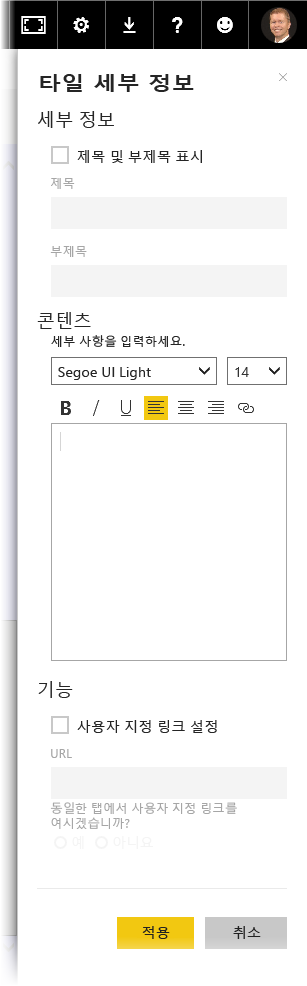 ?
타일 세부 정보
세부 정보
제목 및 부제목 표시
제목
부제목
콘텐츠
세부 사항을 입력하세요.
Segoe UI Light 14
B / U
기능
사용자 지정 링크 설정
URL
동일한 탭에서 사용자 지정 링크를
여시겠습니까?
예 아니요
적용 취소